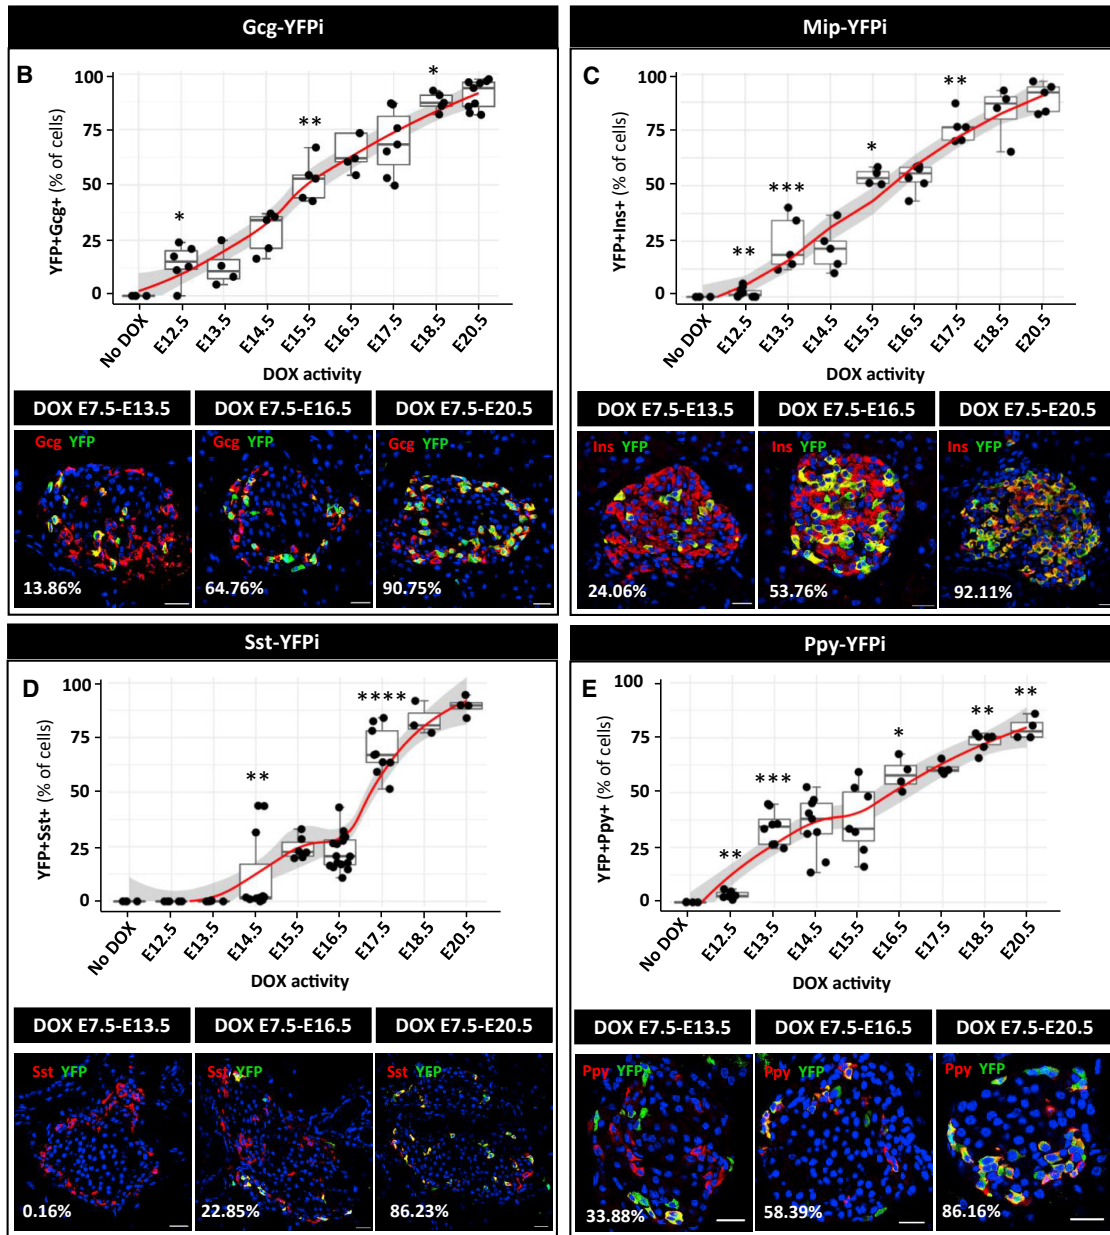 Gcg-YFPi
B
YFP+Gcg+ (% of cells)
100
75
50
25
0
*
**
*
No DOX E12.5 E13.5 E14.5 E15.5 E16.5 E17.5 E18.5 E20.5
DOX activity
DOX E7.5-E13.5 DOX E7.5-E16.5 DOX E7.5-E20.5
Gcg YFP Gcg YFP Gcg YFP
13.86% 64.76% 90.75%
Mip-YFPi
C
YFP+Ins+ (% of cells)
100
75
50
25
0
**
***
*
**
No DOX E12.5 E13.5 E14.5 E15.5 E16.5 E17.5 E18.5 E20.5
DOX activity
DOX E7.5-E13.5 DOX E7.5-E16.5 DOX E7.5-E20.5
Ins YFP Ins YFP Ins YFP
24.06% 53.76% 92.11%
Sst-YFPi
D
YFP+Sst+ (% of cells)
100
75
50
25
0
**
****
No DOX E12.5 E13.5 E14.5 E15.5 E16.5 E17.5 E18.5 E20.5
DOX activity
DOX E7.5-E13.5 DOX E7.5-E16.5 DOX E7.5-E20.5
Sst YFP Sst YFP Sst YFP
0.16% 22.85% 86.23%
Ppy-YFPi
E
YFP+Ppy+ (% of cells)
100
75
50
25
0
**
***
*
**
**
No DOX E12.5 E13.5 E14.5 E15.5 E16.5 E17.5 E18.5 E20.5
DOX activity
DOX E7.5-E13.5 DOX E7.5-E16.5 DOX E7.5-E20.5
Ppy YFP Ppy YFP Ppy YFP
33.88% 58.39% 86.16%